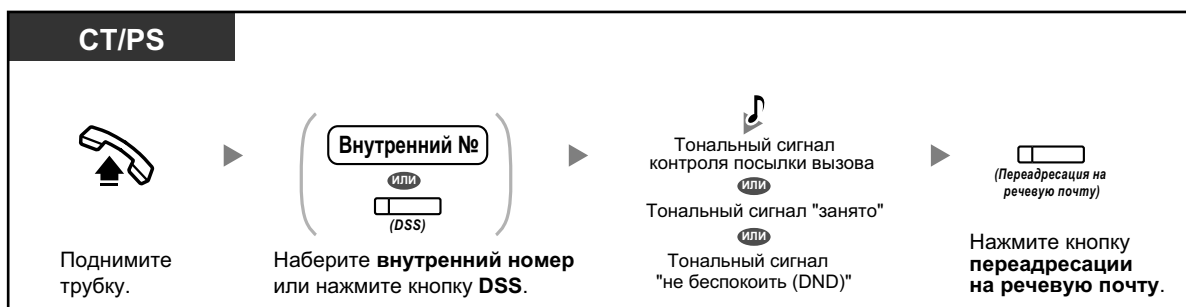 CT/PS
Внутренний №
или
(DSS)
Тональный сигнал
контроля посылки вызова
или
Тональный сигнал "занято"
или
Тональный сигнал
"не беспокоить (DND)"
(Переадресация на
речевую почту)
Поднимите
трубку.
Наберите внутренний номер
или нажмите кнопку DSS.
Нажмите кнопку
переадресации
на речевую почту.